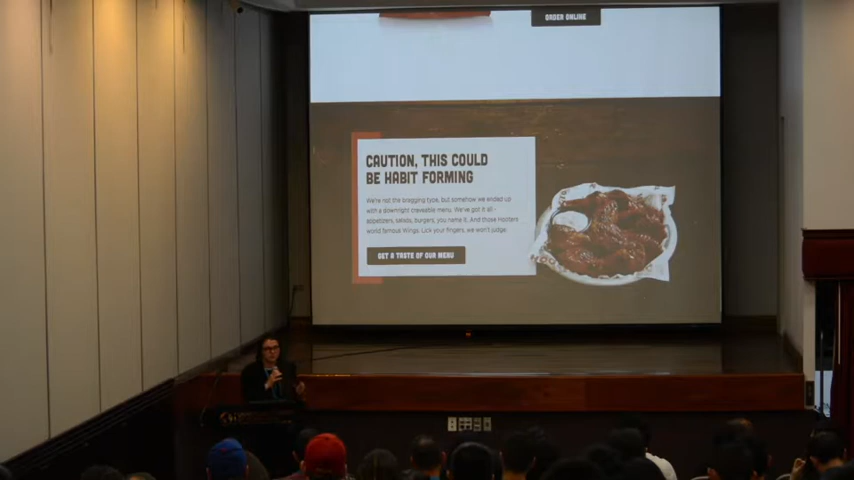 ORDER ONLINE
CAUTION, THIS COULD
BE HABIT FORMING
We're not the bragging type, but somehow we ended up
with a downright craveable menu. We've got it all -
appetizers, salads, burgers, you name it. And those Hooters
world famous Wings. Lick your fingers, we won't judge.
GET A TASTE OF OUR MENU